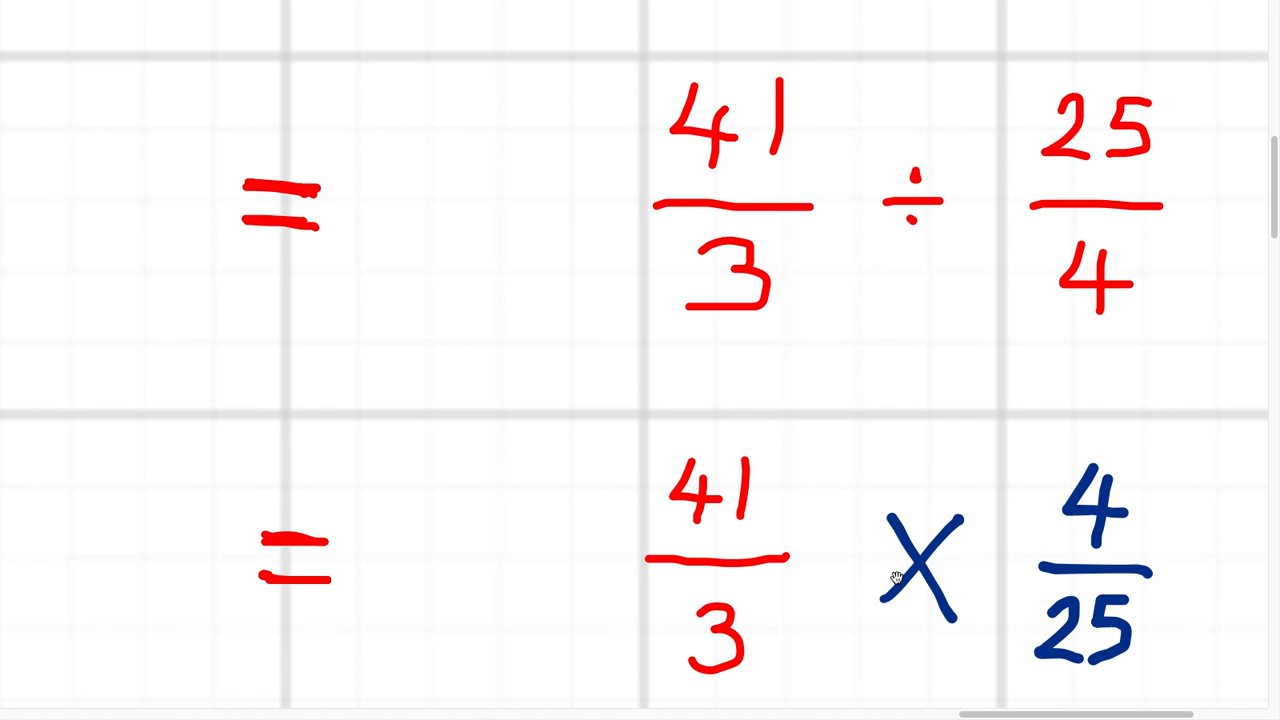 = 41/3 ÷ 25/4
= 41/3 X 4/25